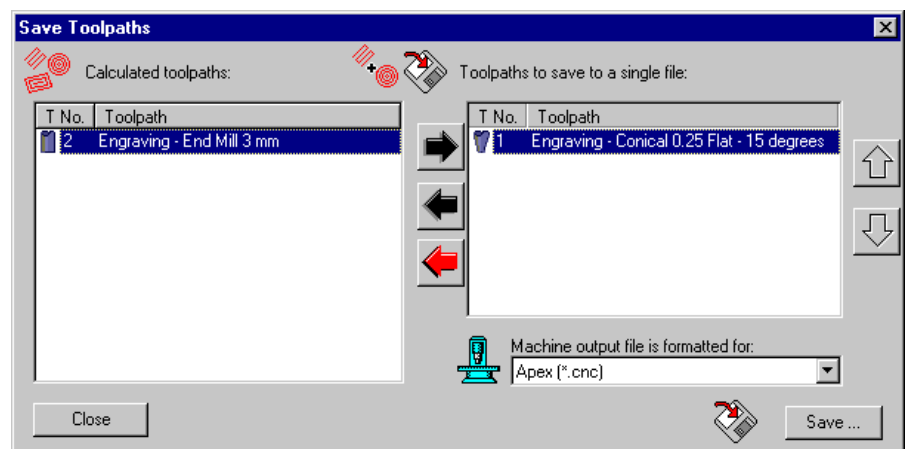 Save Toolpaths
Calculated toolpaths:
Toolpaths to save to a single file:
T No. Toolpath
2 Engraving - End Mill 3 mm
T No. Toolpath
1 Engraving - Conical 0.25 Flat - 15 degrees
Machine output file is formatted for:
Apex (*.cnc)
Close
Save ...